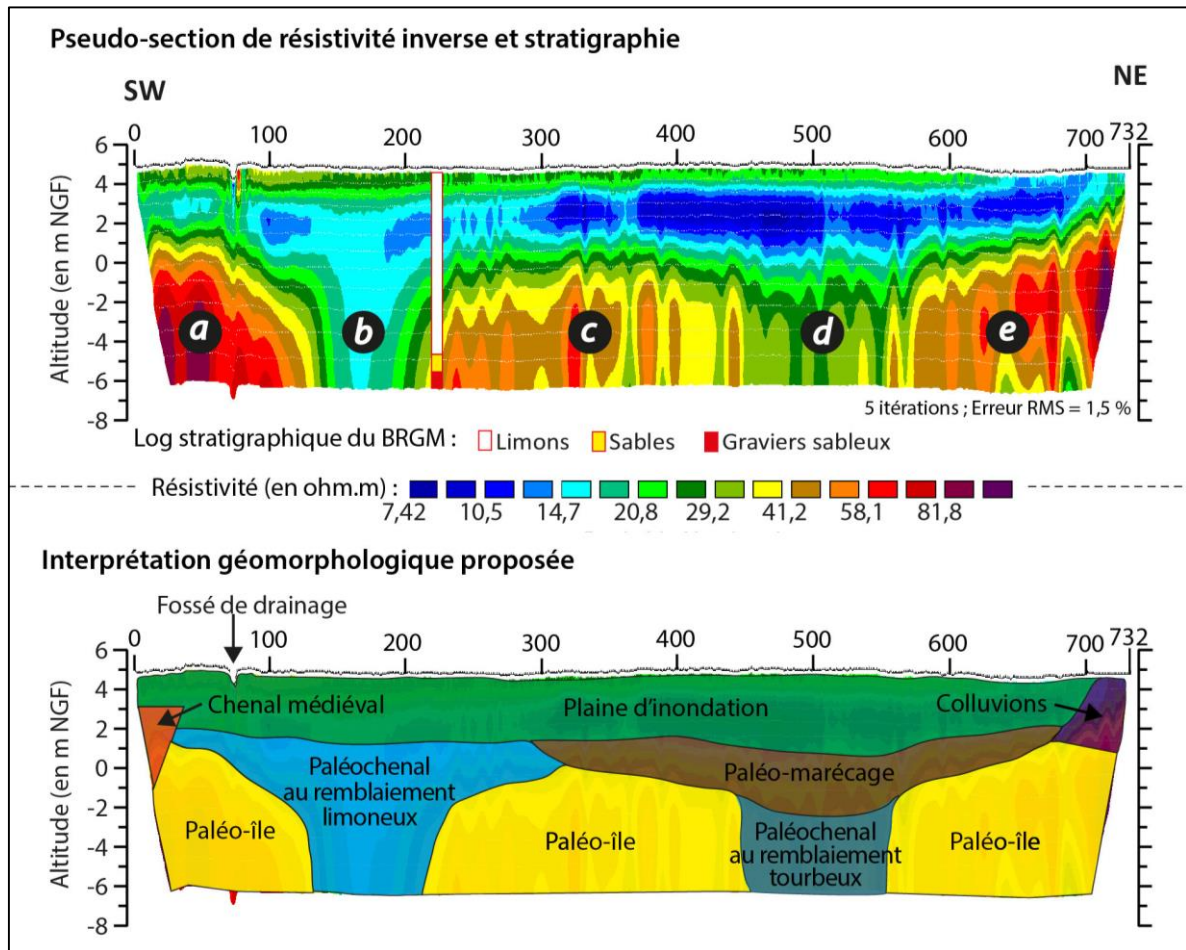 Pseudo-section de résistivité inverse et stratigraphie
SW
NE
0 100 200 300 400 500 600 700 732
Altitude (en m NGF)
6
4
2
0
-2
-4
-6
-8
a b c d e
5 itérations ; Erreur RMS = 1,5 %
Log stratigraphique du BRGM : Limons Sables Graviers sableux
Résistivité (en ohm.m) :
7,42 10,5 14,7 20,8 29,2 41,2 58,1 81,8
Interprétation géomorphologique proposée
Fossé de drainage
0 100 200 300 400 500 600 700 732
Altitude (en m NGF)
6
4
2
0
-2
-4
-6
-8
Chenal médiéval
Plaine d'inondation
Colluvions
Paléochenal
au remblaiement
limoneux
Paléo-marécage
Paléo-île
Paléo-île
Paléochenal
au remblaiement
tourbeux
Paléo-île